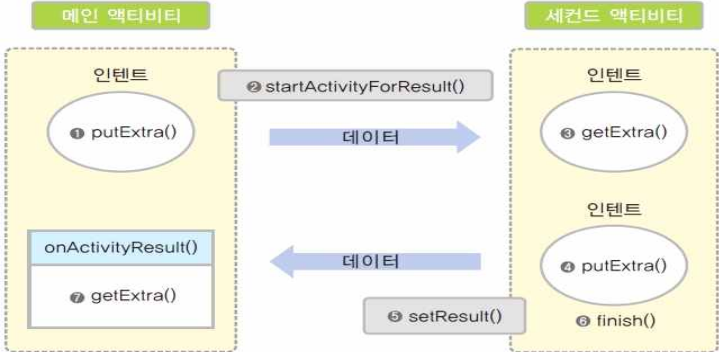 메인 액티비티
세컨드 액티비티
인텐트
❷ startActivityForResult()
인텐트
❶ putExtra()
데이터
❸ getExtra()
인텐트
onActivityResult()
데이터
❹ putExtra()
❼ getExtra()
❺ setResult()
❻ finish()